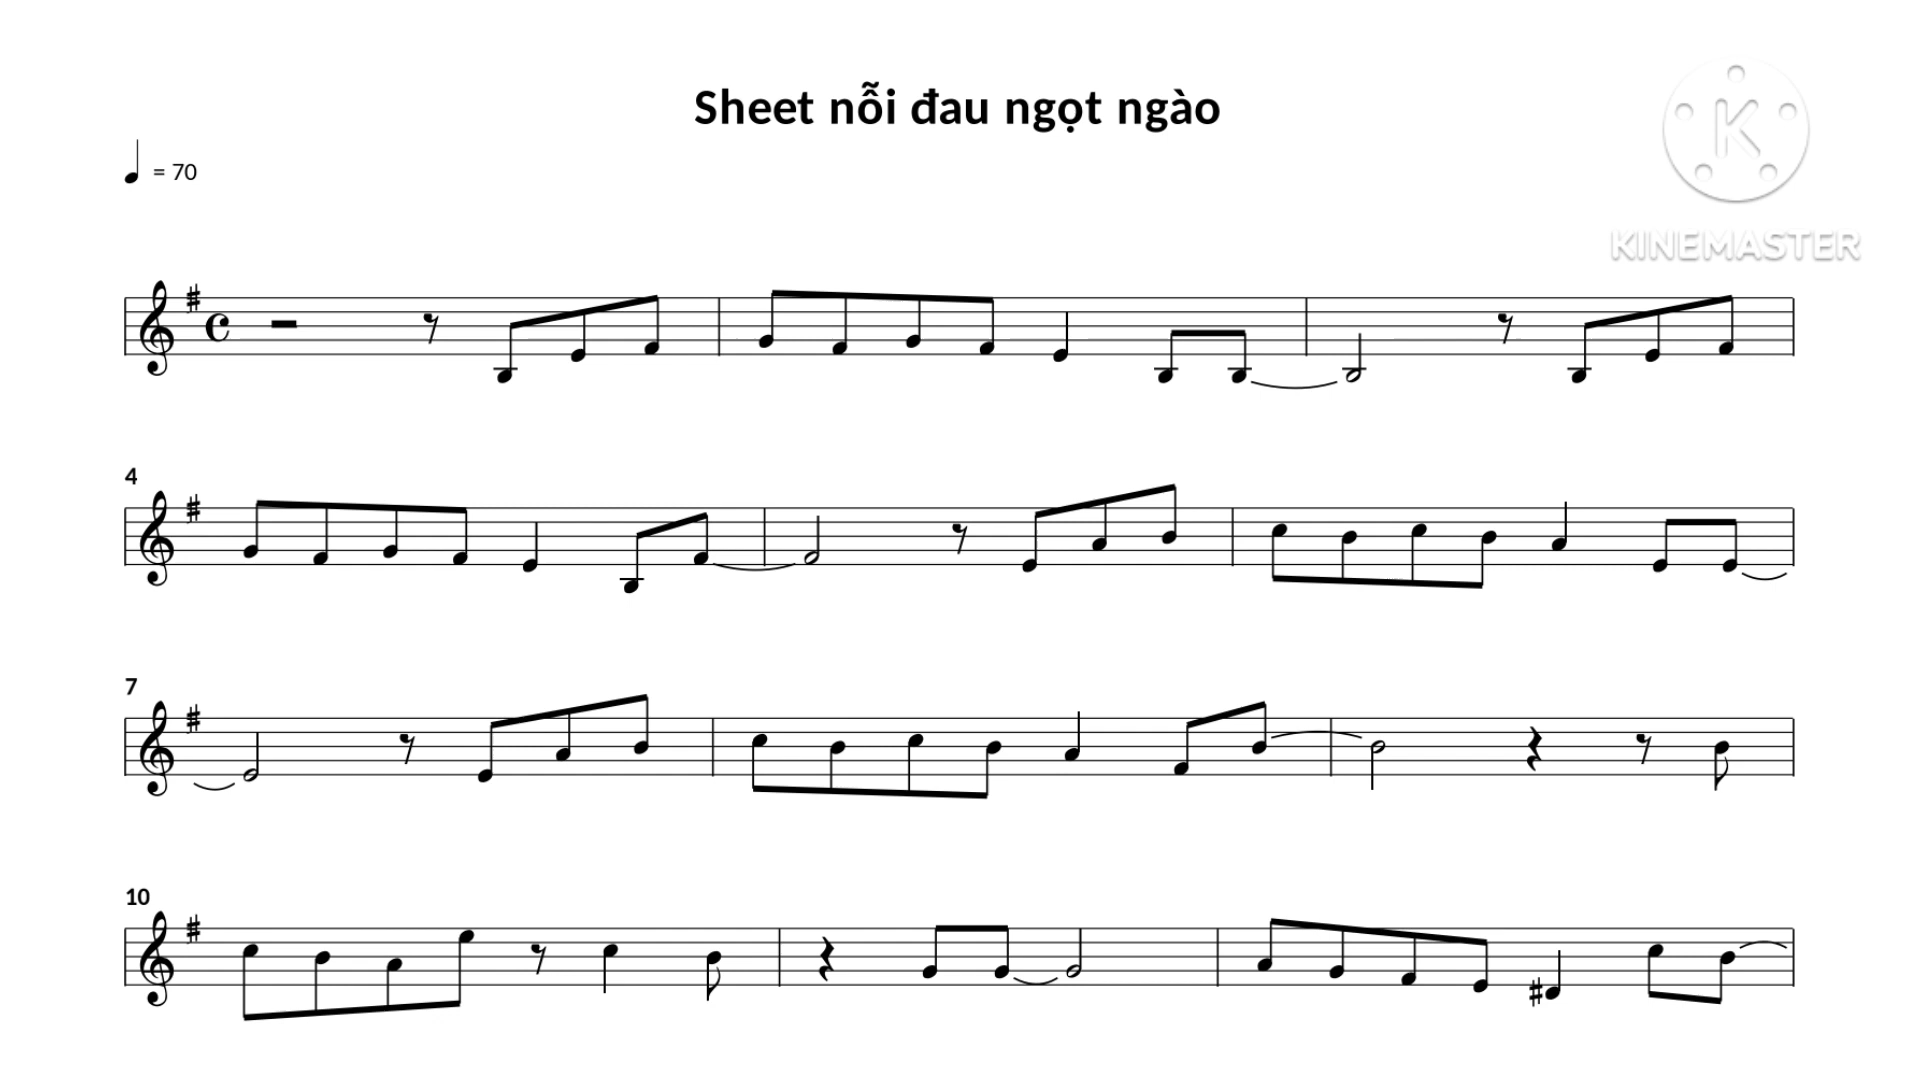 Sheet nỗi đau ngọt ngào
= 70
K
KINEMASTER
4
7
10